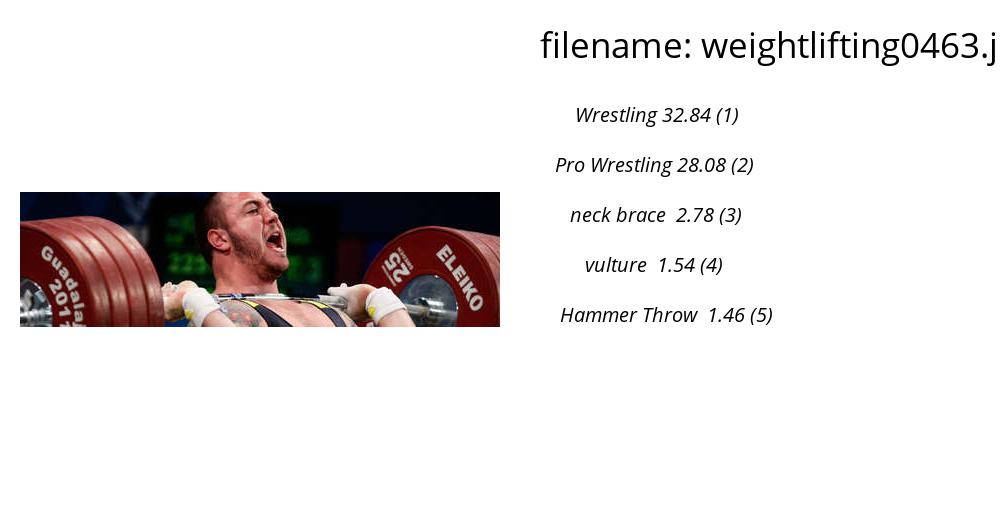 filename: weightlifting0463.j
Wrestling 32.84 (1)
Pro Wrestling 28.08 (2)
neck brace 2.78 (3)
vulture 1.54 (4)
Hammer Throw 1.46 (5)
25
ELEIKO